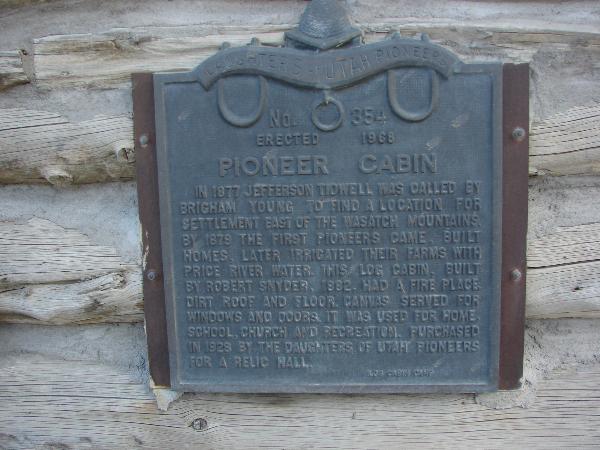 DAUGHTERS OF UTAH PIONEERS
No. 354
ERECTED 1968
PIONEER CABIN
IN 1877 JEFFERSON TIDWELL WAS CALLED BY
BRIGHAM YOUNG TO FIND A LOCATION FOR
SETTLEMENT EAST OF THE WASATCH MOUNTAINS.
BY 1879 THE FIRST PIONEERS CAME, BUILT
HOMES, LATER IRRIGATED THEIR FARMS WITH
PRICE RIVER WATER. THIS LOG CABIN, BUILT
BY ROBERT SNYDER, 1882, HAD A FIRE PLACE,
DIRT ROOF AND FLOOR. CANVAS SERVED FOR
WINDOWS AND DOORS. IT WAS USED FOR HOME,
SCHOOL, CHURCH AND RECREATION. PURCHASED
IN 1928 BY THE DAUGHTERS OF UTAH PIONEERS
FOR A RELIC HALL.
LOG CABIN CAMP